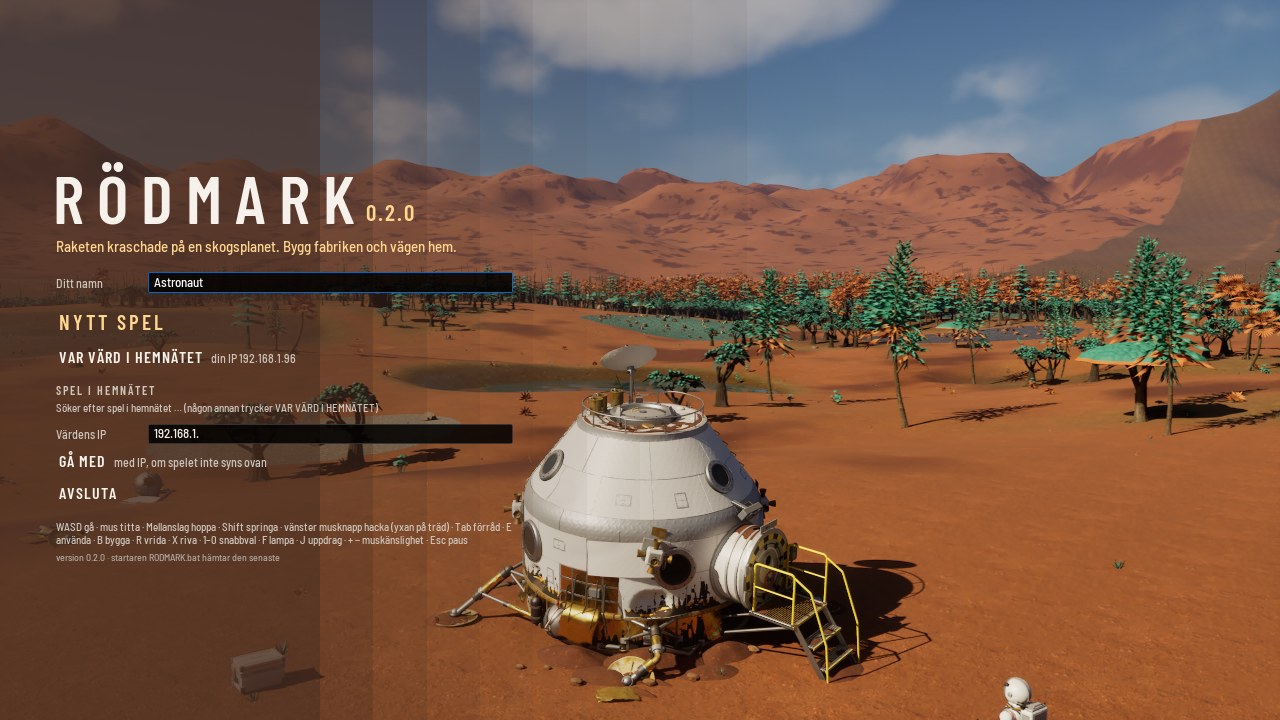 RÖDMARK 0.2.0
Raketen kraschade på en skogsplanet. Bygg fabriken och vägen hem.
Ditt namn Astronaut
NYTT SPEL
VAR VÄRD I HEMNÄTET din IP 192.168.1.96
SPEL I HEMNÄTET
Söker efter spel i hemnätet ... (någon annan trycker VAR VÄRD I HEMNÄTET)
Värdens IP 192.168.1.
GÅ MED med IP, om spelet inte syns ovan
AVSLUTA
WASD gå · mus titta · Mellanslag hoppa · Shift springa · vänster musknapp hacka (yxan på träd) · Tab förråd · E
använda · B bygga · R vrida · X riva · 1–0 snabbval · F lampa · J uppdrag · + − muskänslighet · Esc paus
version 0.2.0 · startaren RODMARK.bat hämtar den senaste